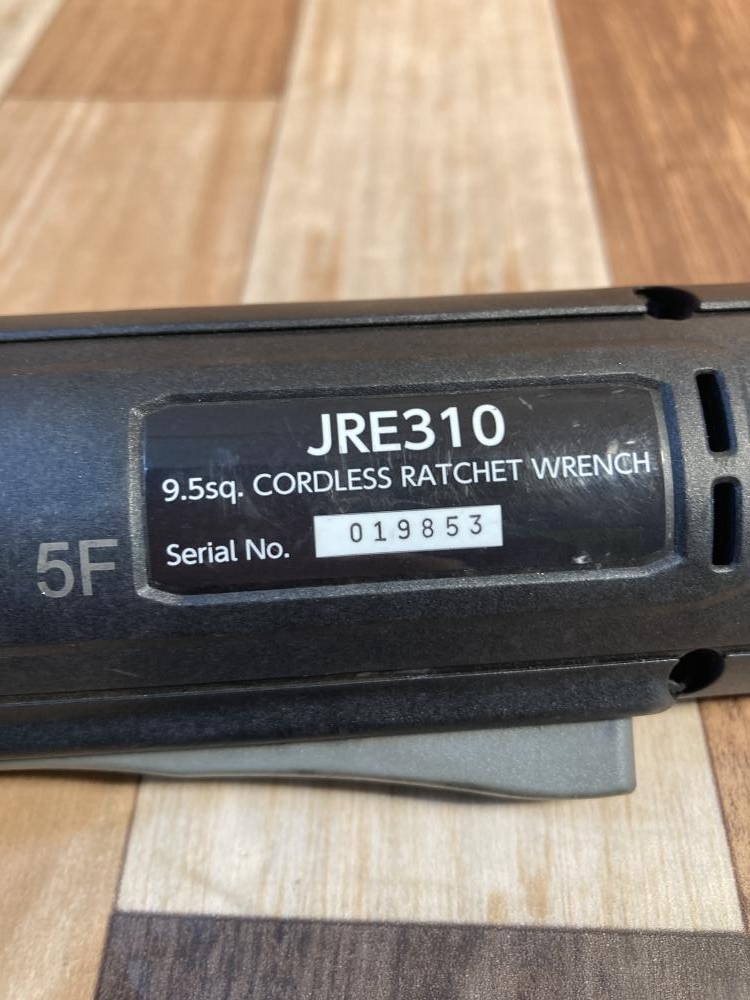 JRE310
9.5sq. CORDLESS RATCHET WRENCH
Serial No. 019853
5F